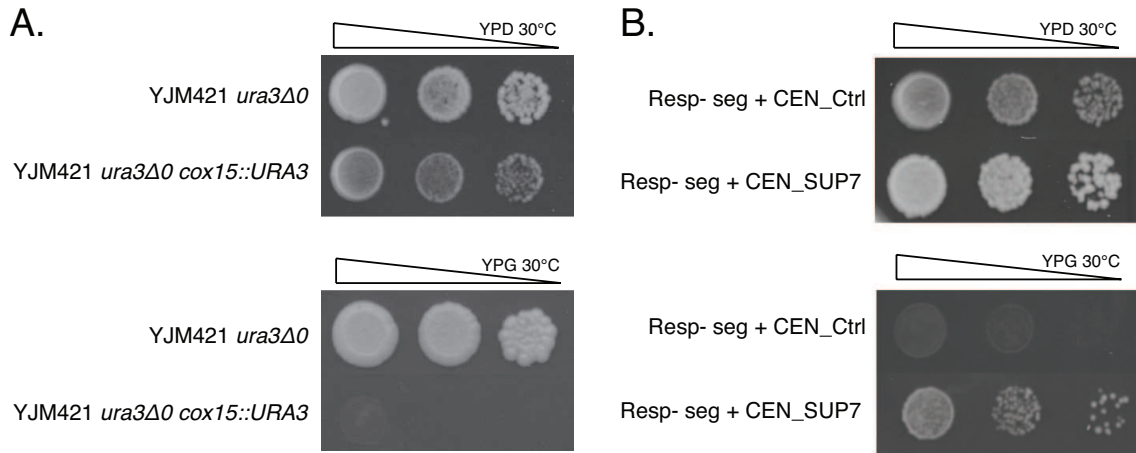 A.
YPD 30°C
YJM421 ura3Δ0
YJM421 ura3Δ0 cox15::URA3
YPG 30°C
YJM421 ura3Δ0
YJM421 ura3Δ0 cox15::URA3
B.
YPD 30°C
Resp- seg + CEN_Ctrl
Resp- seg + CEN_SUP7
YPG 30°C
Resp- seg + CEN_Ctrl
Resp- seg + CEN_SUP7